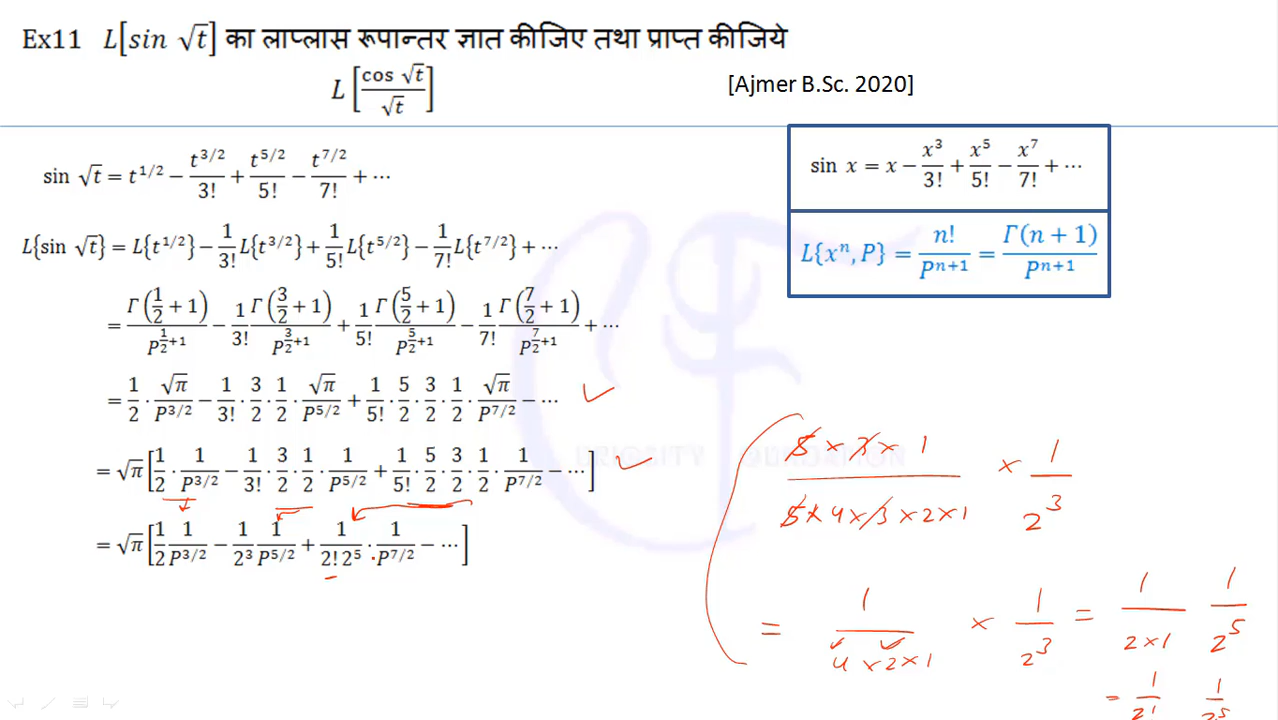 Ex11 L[sin √t] का लाप्लास रूपान्तर ज्ञात कीजिए तथा प्राप्त कीजिये
L[cos √t/√t] [Ajmer B.Sc. 2020]
sin x = x − x³/3! + x⁵/5! − x⁷/7! + ⋯
L{xⁿ, P} = n!/Pⁿ⁺¹ = Γ(n + 1)/Pⁿ⁺¹
sin √t = t^1/2 − t^3/2/3! + t^5/2/5! − t^7/2/7! + ⋯
L{sin √t} = L{t^1/2} − 1/3! L{t^3/2} + 1/5! L{t^5/2} − 1/7! L{t^7/2} + ⋯
= Γ(1/2 + 1)/P^(1/2+1) − 1/3! Γ(3/2 + 1)/P^(3/2+1) + 1/5! Γ(5/2 + 1)/P^(5/2+1) − 1/7! Γ(7/2 + 1)/P^(7/2+1) + ⋯
= 1/2 · √π/P^3/2 − 1/3! · 3/2 · 1/2 · √π/P^5/2 + 1/5! · 5/2 · 3/2 · 1/2 · √π/P^7/2 − ⋯
= √π[1/2 · 1/P^3/2 − 1/3! · 3/2 · 1/2 · 1/P^5/2 + 1/5! · 5/2 · 3/2 · 1/2 · 1/P^7/2 − ⋯]
= √π[1/2 1/P^3/2 − 1/2³ 1/P^5/2 + 1/2! 2⁵ · 1/P^7/2 − ⋯]
5 × 3 × 1 / 5 × 4 × 3 × 2 × 1 × 1/2³
= 1/4 × 2 × 1 × 1/2³ = 1/2 × 1 1/2⁵
= 1/2! 1/2⁵